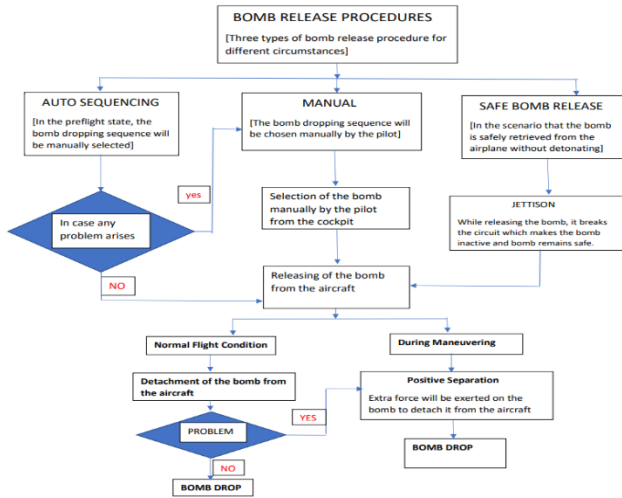 BOMB RELEASE PROCEDURES
[Three types of bomb release procedure for
different circumstances]
AUTO SEQUENCING
[In the preflight state, the
bomb dropping sequence will
be manually selected]
MANUAL
[The bomb dropping sequence will
be chosen manually by the pilot]
SAFE BOMB RELEASE
[In the scenario that the bomb
is safely retrieved from the
airplane without detonating]
yes
In case any
problem arises
Selection of the bomb
manually by the pilot
from the cockpit
JETTISON
While releasing the bomb, it breaks
the circuit which makes the bomb
inactive and bomb remains safe.
NO
Releasing of the bomb
from the aircraft
Normal Flight Condition
During Maneuvering
Detachment of the bomb from
the aircraft
Positive Separation
Extra force will be exerted on the
bomb to detach it from the aircraft
YES
PROBLEM
BOMB DROP
NO
BOMB DROP